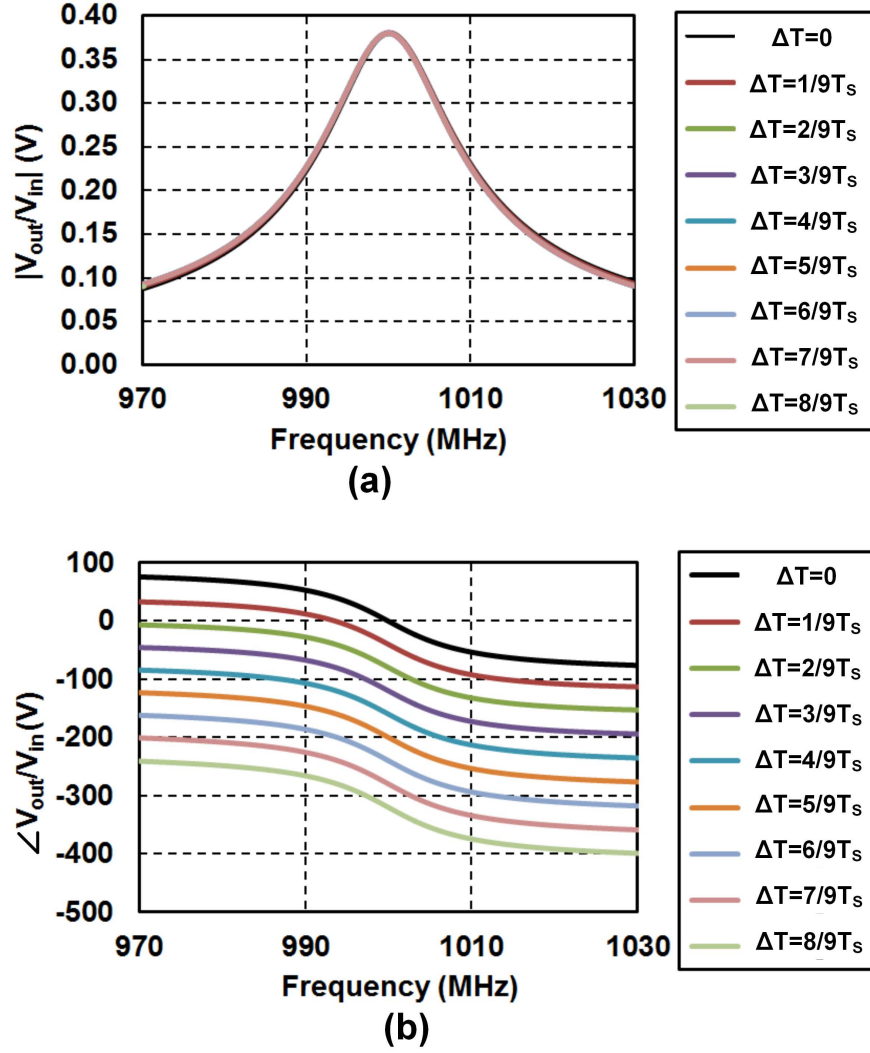 0.40
0.35
0.30
0.25
0.20
0.15
0.10
0.05
0.00
|Vout/Vin| (V)
970
990
1010
1030
Frequency (MHz)
(a)
ΔT=0
ΔT=1/9TS
ΔT=2/9TS
ΔT=3/9TS
ΔT=4/9TS
ΔT=5/9TS
ΔT=6/9TS
ΔT=7/9TS
ΔT=8/9TS
100
0
-100
-200
-300
-400
-500
∠Vout/Vin(V)
970
990
1010
1030
Frequency (MHz)
(b)
ΔT=0
ΔT=1/9TS
ΔT=2/9TS
ΔT=3/9TS
ΔT=4/9TS
ΔT=5/9TS
ΔT=6/9TS
ΔT=7/9TS
ΔT=8/9TS